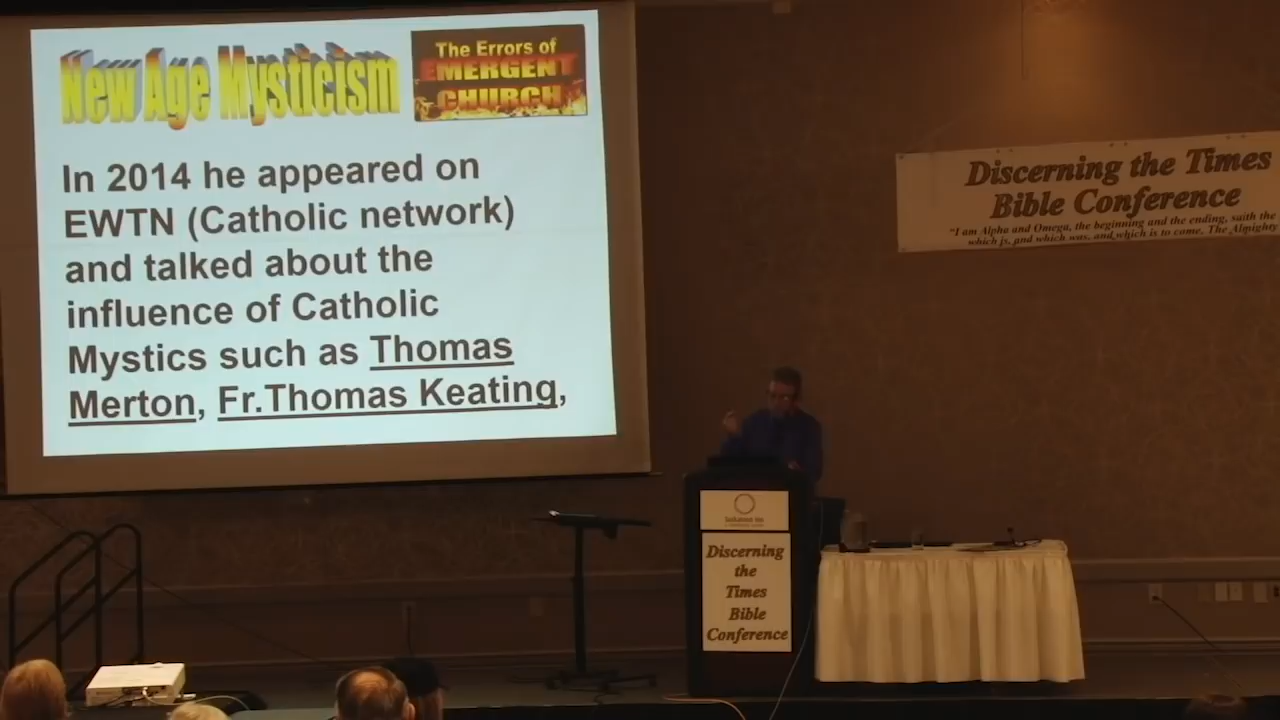 New Age Mysticism
The Errors of
EMERGENT
CHURCH
In 2014 he appeared on
EWTN (Catholic network)
and talked about the
influence of Catholic
Mystics such as Thomas
Merton, Fr.Thomas Keating,
Discerning the Times
Bible Conference
"I am Alpha and Omega, the beginning and the ending, saith the
which is, and which was, and which is to come, The Almighty
Discerning
the
Times
Bible
Conference